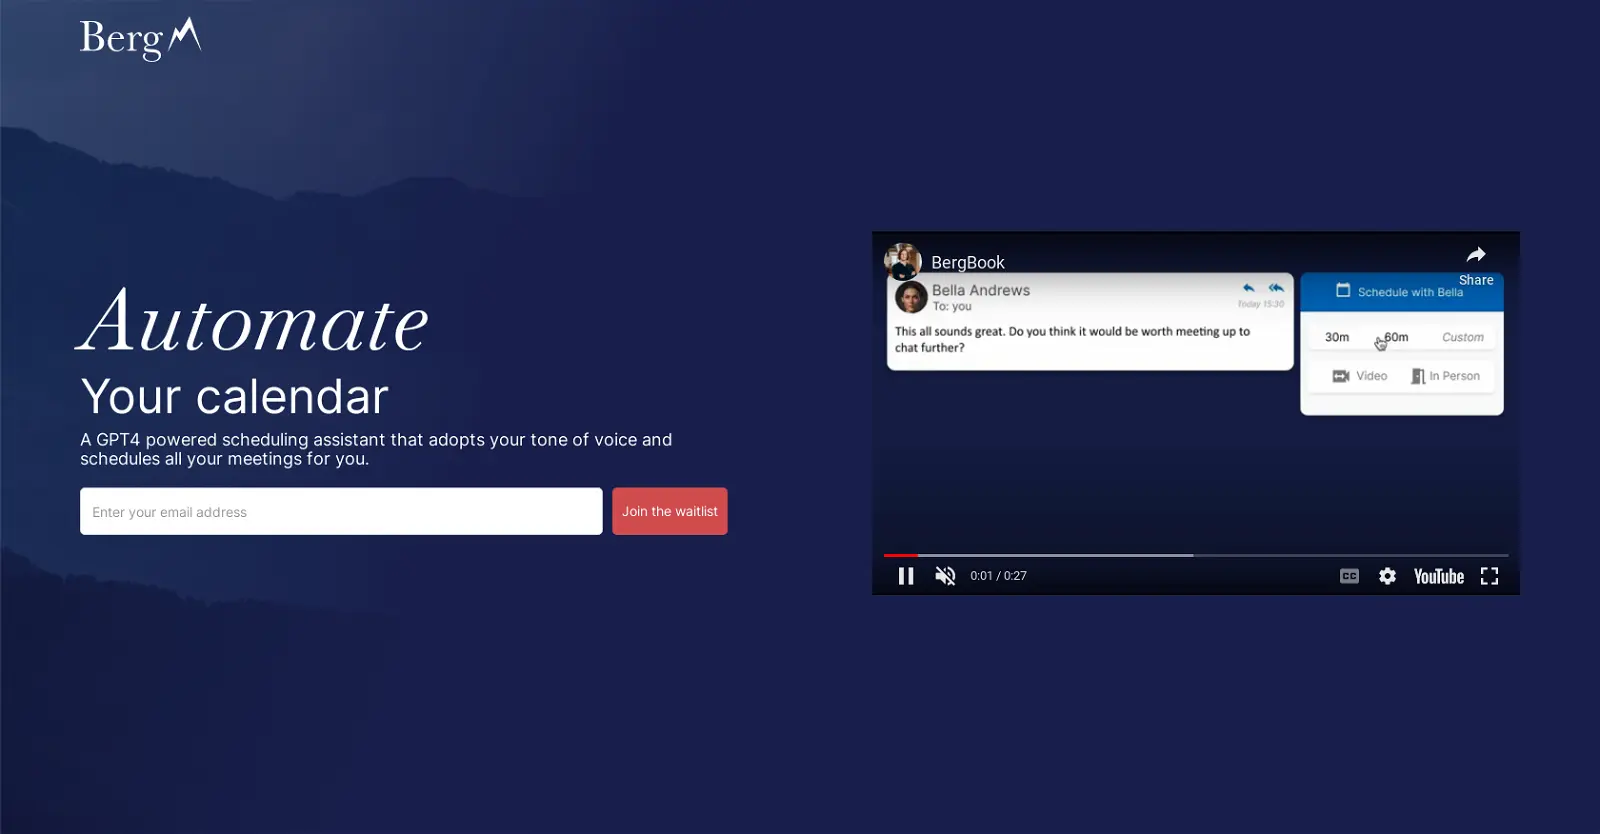 Berg
Automate
Your calendar
A GPT4 powered scheduling assistant that adopts your tone of voice and
schedules all your meetings for you.
Enter your email address
Join the waitlist
BergBook
Share
Bella Andrews
To: you
Today 15:30
This all sounds great. Do you think it would be worth meeting up to
chat further?
Schedule with Bella
30m 60m Custom
Video In Person
0:01 / 0:27
CC
YouTube